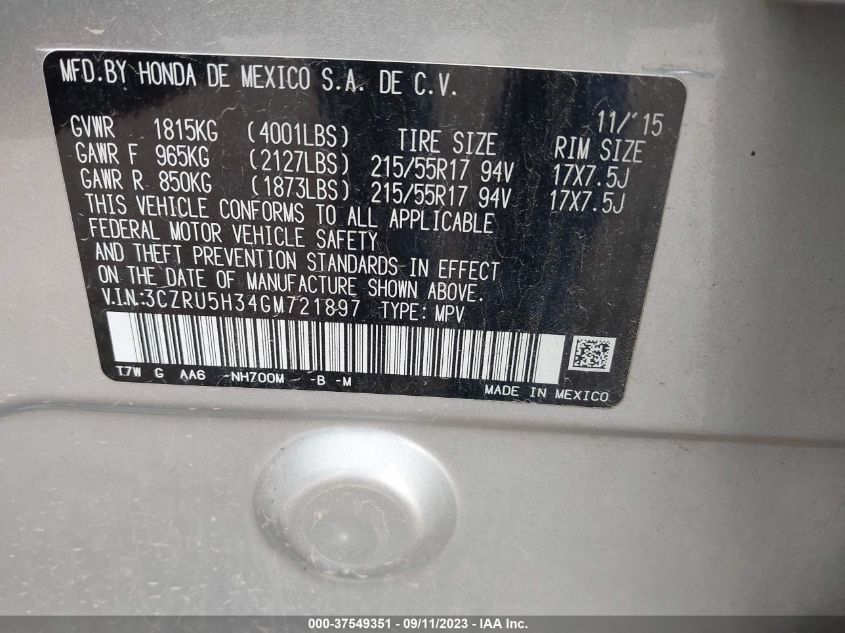 MFD.BY HONDA DE MEXICO S.A. DE C.V.
11/'15
GVWR 1815KG (4001LBS) TIRE SIZE RIM SIZE
GAWR F 965KG (2127LBS) 215/55R17 94V 17X7.5J
GAWR R 850KG (1873LBS) 215/55R17 94V 17X7.5J
THIS VEHICLE CONFORMS TO ALL APPLICABLE
FEDERAL MOTOR VEHICLE SAFETY
AND THEFT PREVENTION STANDARDS IN EFFECT
ON THE DATE OF MANUFACTURE SHOWN ABOVE.
V.I.N.:3CZRU5H34GM721897 TYPE: MPV
T7W G AA6 -NH700M -B -M
MADE IN MEXICO
000-37549351 - 09/11/2023 - IAA Inc.